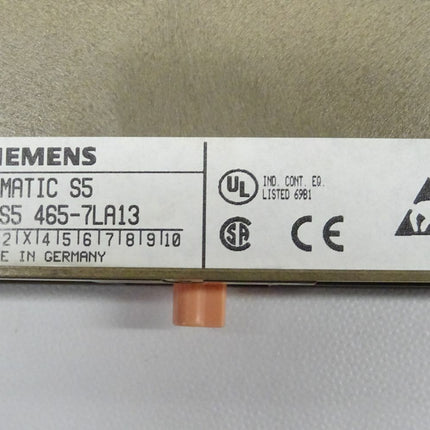 IEMENS
MATIC S5
S5 465-7LA13
2 X 4 5 6 7 8 9 10
E IN GERMANY
UL IND. CONT. EQ.
LISTED 69B1
SA CE